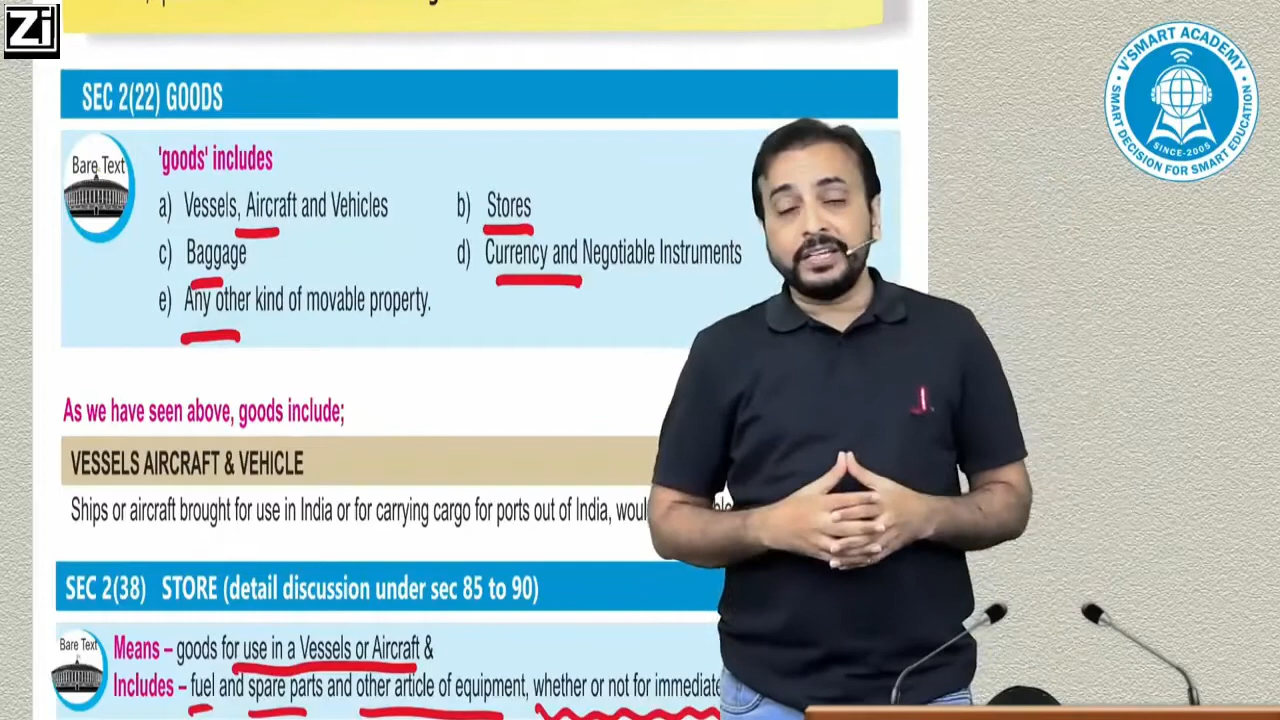 Zi
V'SMART ACADEMY
SMART DECISION FOR SMART EDUCATION
SINCE-2005
SEC 2(22) GOODS
Bare Text
'goods' includes
a) Vessels, Aircraft and Vehicles b) Stores
c) Baggage d) Currency and Negotiable Instruments
e) Any other kind of movable property.
As we have seen above, goods include;
VESSELS AIRCRAFT & VEHICLE
Ships or aircraft brought for use in India or for carrying cargo for ports out of India,
SEC 2(38) STORE (detail discussion under sec 85 to 90)
Bare Text
Means – goods for use in a Vessels or Aircraft &
Includes – fuel and spare parts and other article of equipment, whether or not for immediate